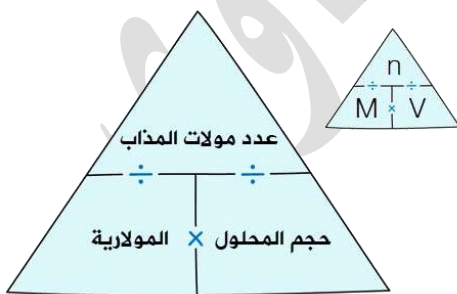 عدد مولات المذاب
÷ ÷
حجم المحلول × المولارية
n
÷ ÷
M × V